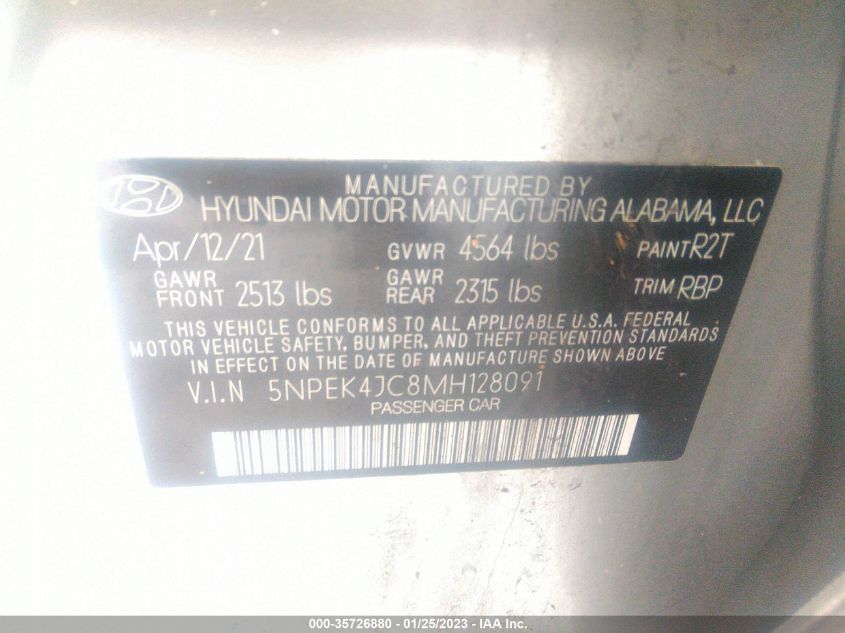 MANUFACTURED BY
HYUNDAI MOTOR MANUFACTURING ALABAMA, LLC
Apr/12/21 GVWR 4564 lbs PAINT R2T
GAWR FRONT 2513 lbs GAWR REAR 2315 lbs TRIM RBP
THIS VEHICLE CONFORMS TO ALL APPLICABLE U.S.A. FEDERAL
MOTOR VEHICLE SAFETY, BUMPER, AND THEFT PREVENTION STANDARDS
IN EFFECT ON THE DATE OF MANUFACTURE SHOWN ABOVE
V.I.N 5NPEK4JC8MH128091
PASSENGER CAR
000-35726880 - 01/25/2023 - IAA Inc.